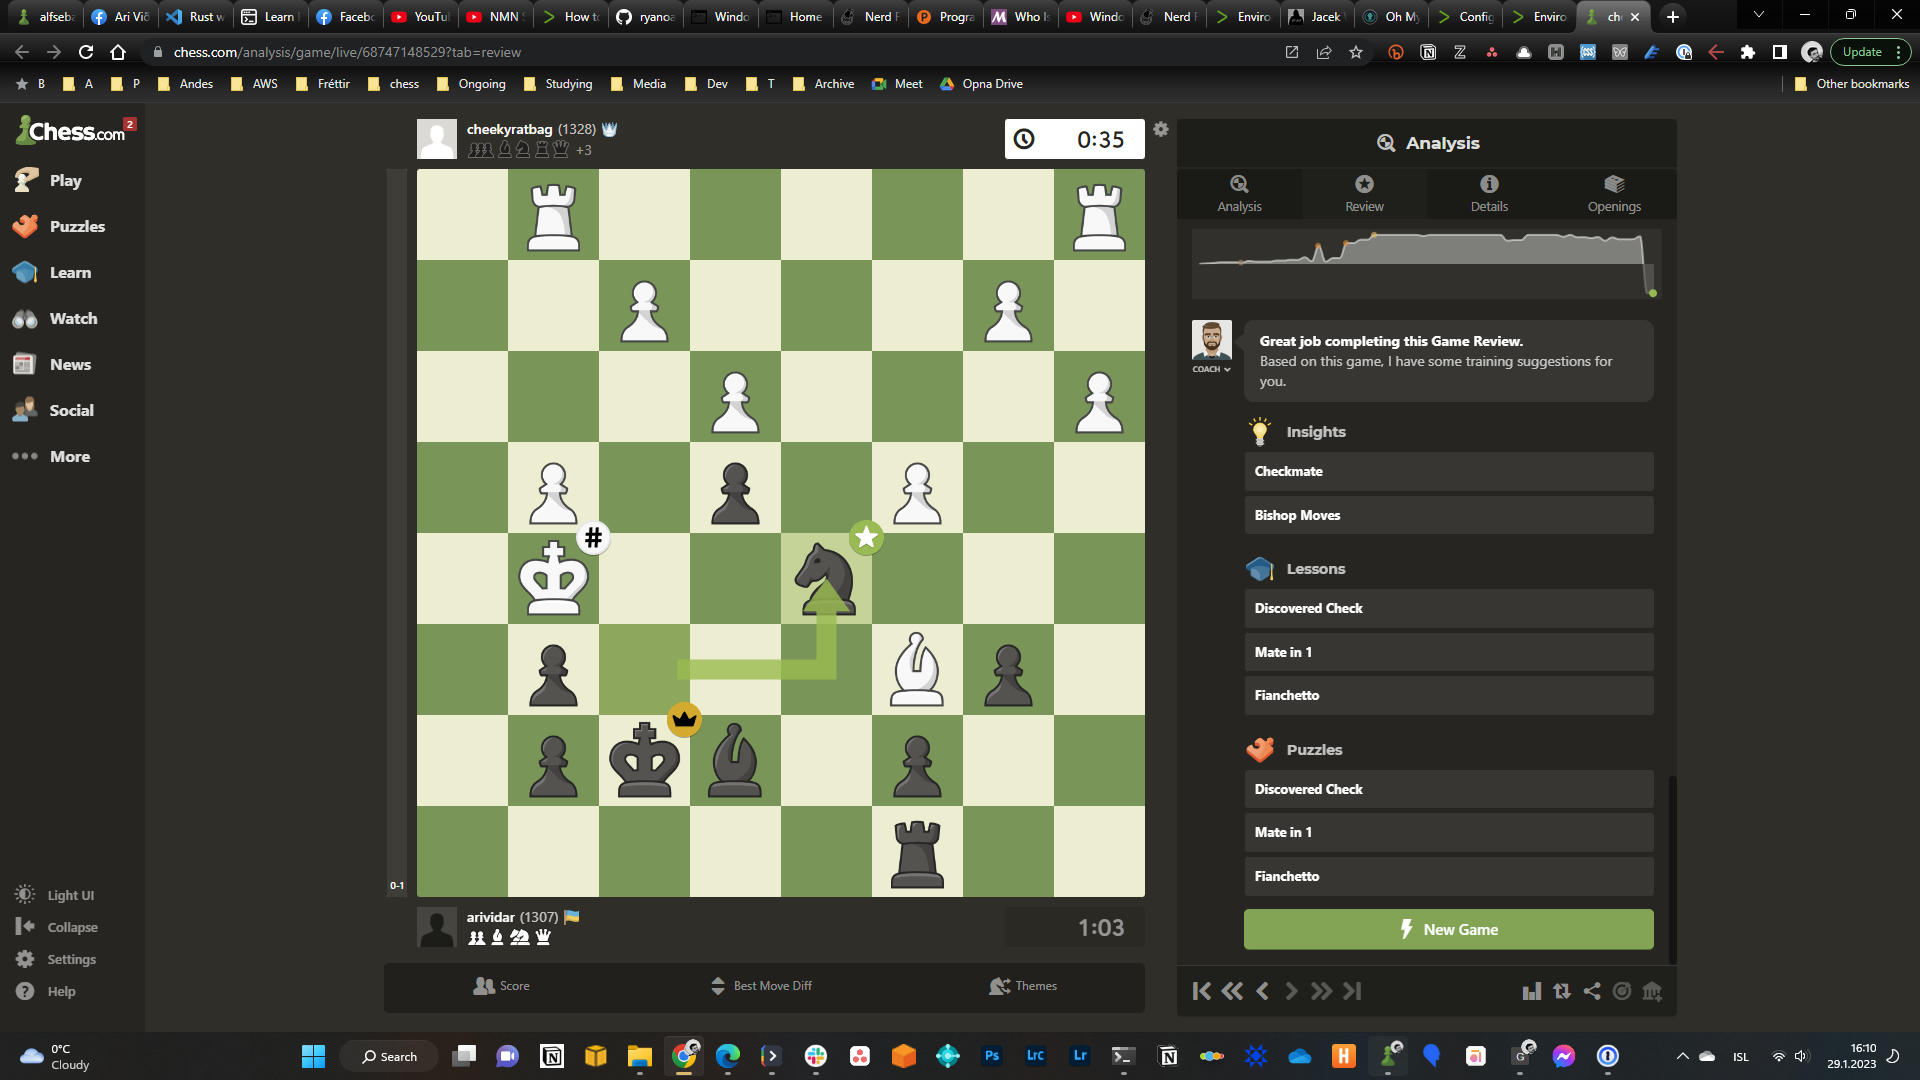 alfseb
Ari Við
Rust w
Learn
Facebo
YouTu
NMN S
How to
ryanoa
Windo
Home
Nerd F
Progra
Who Is
Windo
Nerd F
Enviro
Jacek
Oh My
Config
Enviro
ch
chess.com/analysis/game/live/68747148529?tab=review
Update
B
A
P
Andes
AWS
Fréttir
chess
Ongoing
Studying
Media
Dev
T
Archive
Meet
Opna Drive
Other bookmarks
Chess.com
2
Play
Puzzles
Learn
Watch
News
Social
More
Light UI
Collapse
Settings
Help
cheekyratbag (1328)
+3
0:35
#
0-1
arividar (1307)
1:03
Score
Best Move Diff
Themes
Analysis
Analysis
Review
Details
Openings
COACH
Great job completing this Game Review.
Based on this game, I have some training suggestions for
you.
Insights
Checkmate
Bishop Moves
Lessons
Discovered Check
Mate in 1
Fianchetto
Puzzles
Discovered Check
Mate in 1
Fianchetto
New Game
0°C
Cloudy
Search
Ps
LrC
Lr
H
G
ISL
16:10
29.1.2023